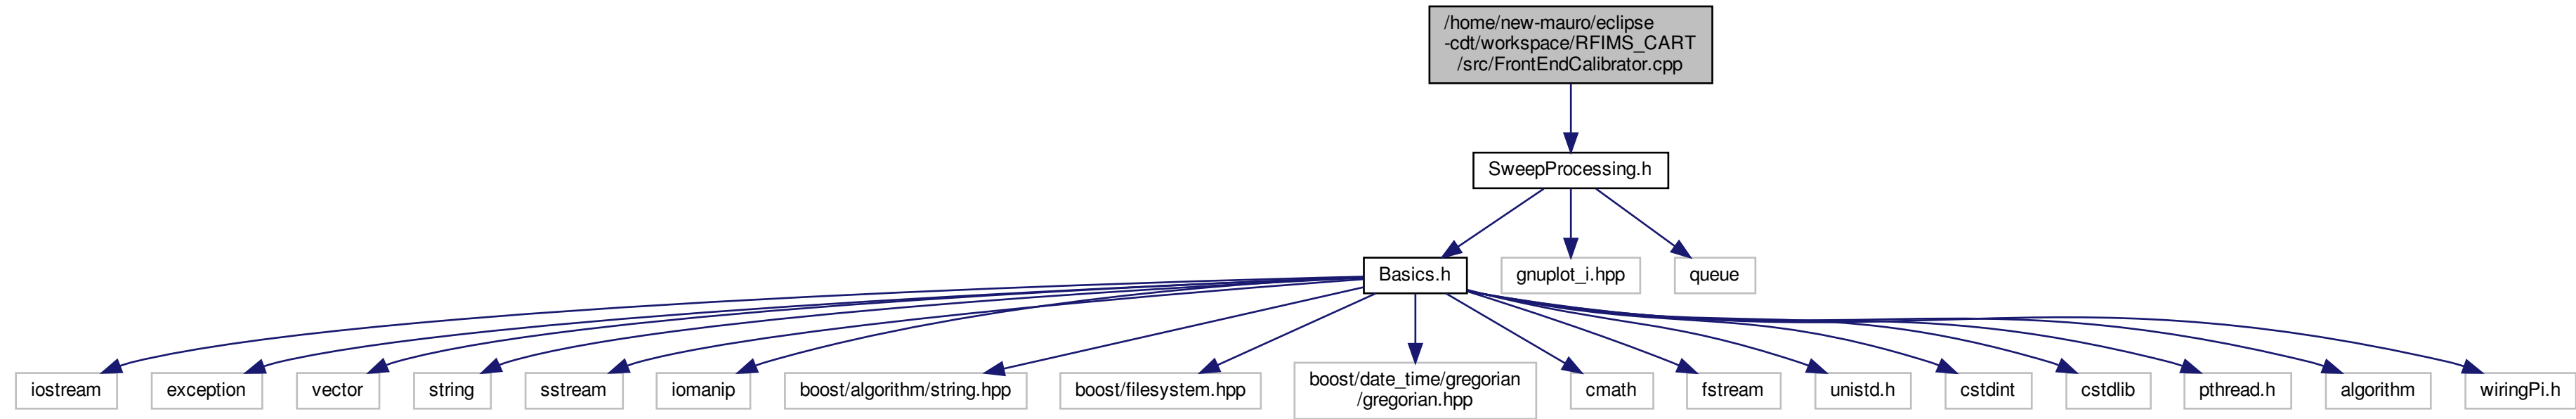 /home/new-mauro/eclipse
-cdt/workspace/RFIMS_CART
/src/FrontEndCalibrator.cpp
SweepProcessing.h
Basics.h
gnuplot_i.hpp
queue
iostream
exception
vector
string
sstream
iomanip
boost/algorithm/string.hpp
boost/filesystem.hpp
boost/date_time/gregorian
/gregorian.hpp
cmath
fstream
unistd.h
cstdint
cstdlib
pthread.h
algorithm
wiringPi.h